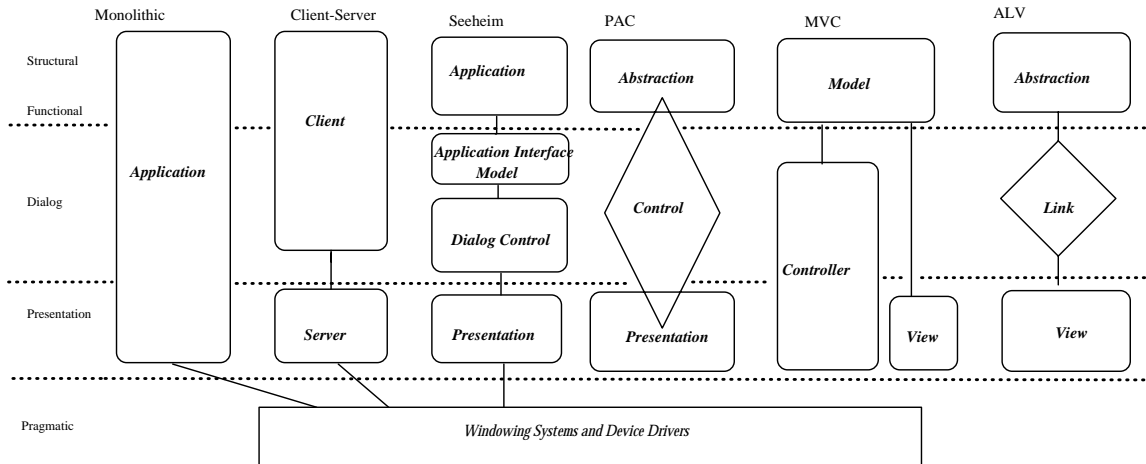 Monolithic
Client-Server
Seeheim
PAC
MVC
ALV
Structural
Functional
Dialog
Presentation
Pragmatic
Application
Client
Server
Application
Application Interface
Model
Dialog Control
Presentation
Abstraction
Control
Presentation
Model
Controller
View
Abstraction
Link
View
Windowing Systems and Device Drivers